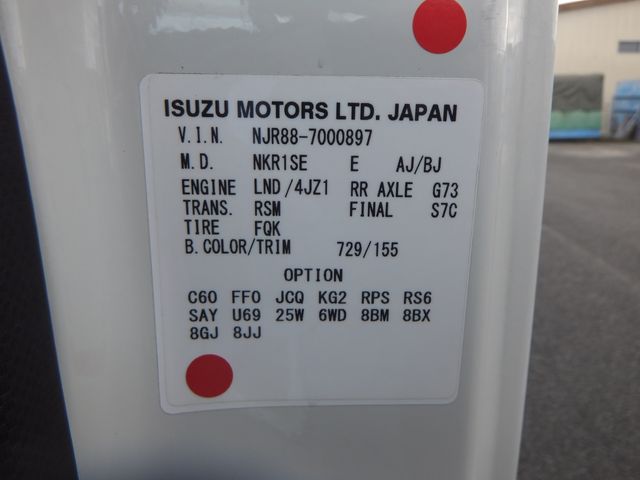 ISUZU MOTORS LTD. JAPAN
V.I.N. NJR88-7000897
M.D. NKR1SE E AJ/BJ
ENGINE LND/4JZ1 RR AXLE G73
TRANS. RSM FINAL S7C
TIRE FQK
B.COLOR/TRIM 729/155
OPTION
C60 FF0 JCQ KG2 RPS RS6
SAY U69 25W 6WD 8BM 8BX
8GJ 8JJ